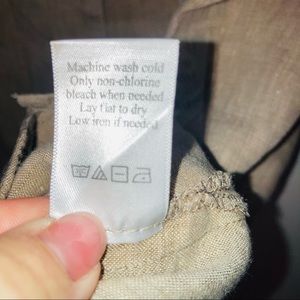 Machine wash cold
Only non-chlorine
bleach when needed
Lay flat to dry
Low iron if needed